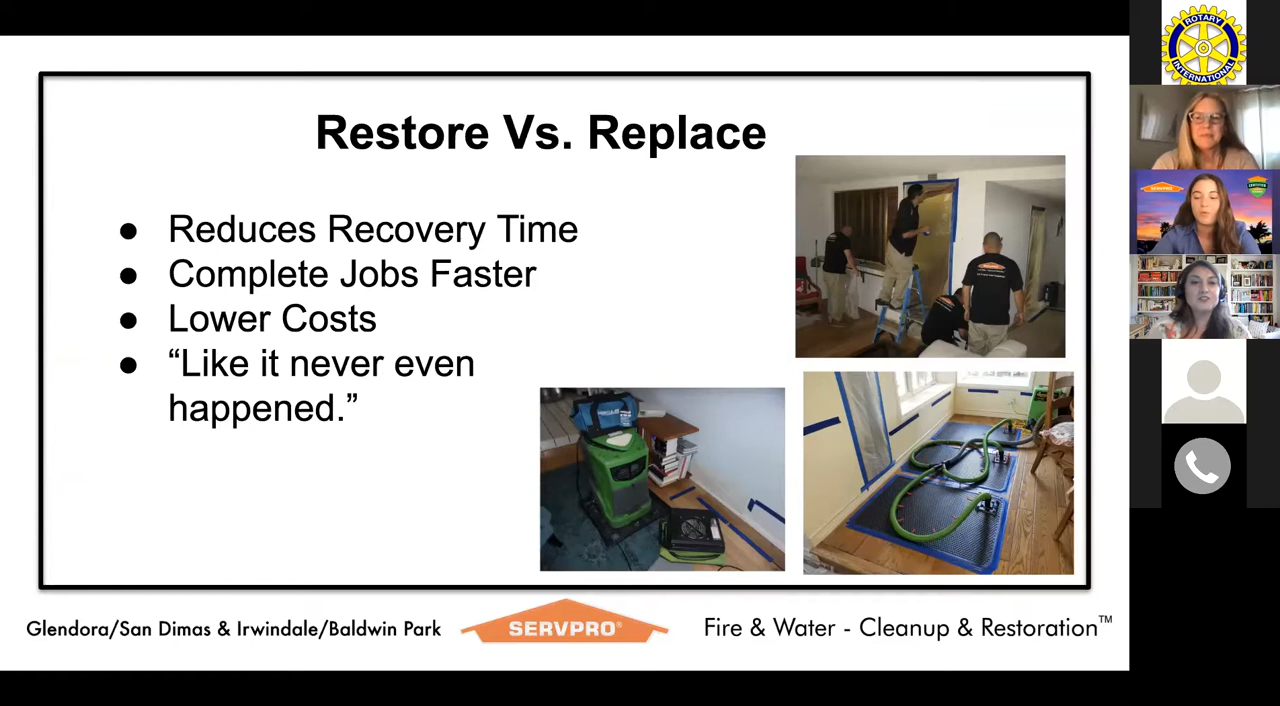 Restore Vs. Replace
● Reduces Recovery Time
● Complete Jobs Faster
● Lower Costs
● “Like it never even
happened.”
Glendora/San Dimas & Irwindale/Baldwin Park
SERVPRO®
Fire & Water - Cleanup & Restoration™
ROTARY
INTERNATIONAL
SERVPRO